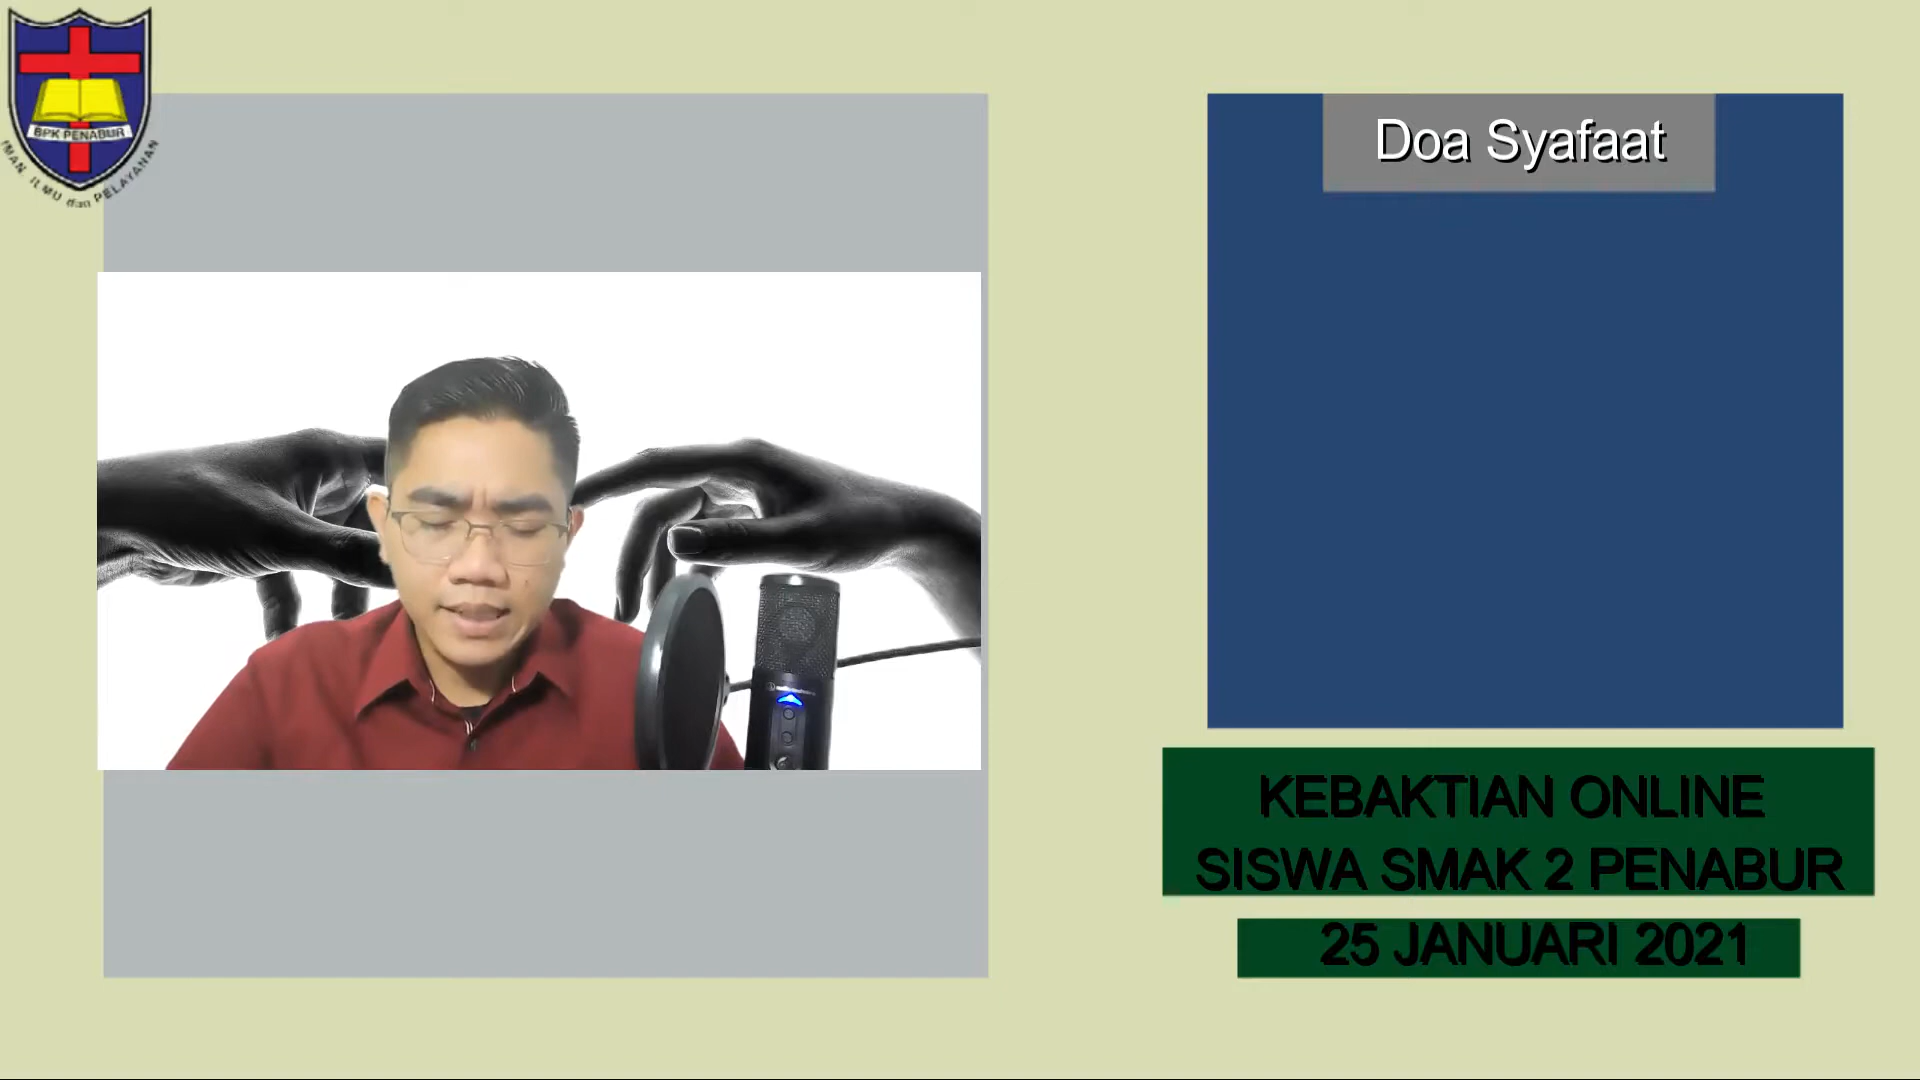 BPK PENABUR
IMAN, ILMU dan PELAYANAN
Doa Syafaat
KEBAKTIAN ONLINE
SISWA SMAK 2 PENABUR
25 JANUARI 2021